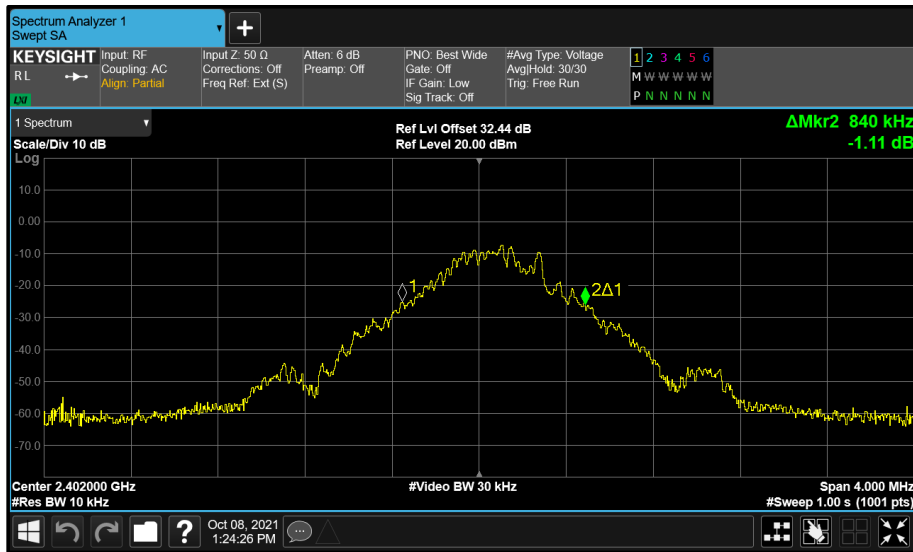 Spectrum Analyzer 1
Swept SA
+
KEYSIGHT
RL
LXI
Input: RF
Coupling: AC
Align: Partial
Input Z: 50 Ω
Corrections: Off
Freq Ref: Ext (S)
Atten: 6 dB
Preamp: Off
PNO: Best Wide
Gate: Off
IF Gain: Low
Sig Track: Off
#Avg Type: Voltage
Avg|Hold: 30/30
Trig: Free Run
1 2 3 4 5 6
M W W W W W
P N N N N N
1 Spectrum
Scale/Div 10 dB
Log
Ref Lvl Offset 32.44 dB
Ref Level 20.00 dBm
ΔMkr2 840 kHz
-1.11 dB
10.0
0.00
-10.0
-20.0
-30.0
-40.0
-50.0
-60.0
-70.0
1
2Δ1
Center 2.402000 GHz
#Res BW 10 kHz
#Video BW 30 kHz
Span 4.000 MHz
#Sweep 1.00 s (1001 pts)
?
Oct 08, 2021
1:24:26 PM